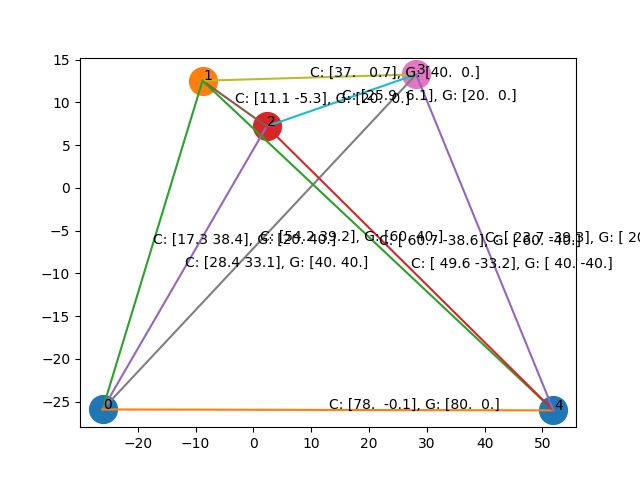 15
10
5
0
−5
−10
−15
−20
−25
1
3
C: [37.   0.7], G: [40.  0.]
C: [25.9  6.1], G: [20.  0.]
C: [11.1 -5.3], G: [20.  0.]
2
C: [17.3 38.4], G: [20. 40.]
C: [54.2 39.2], G: [60. 40.]
C: [ 60.7 -38.6], G: [ 60. -40.]
C: [ 23.7 -39.3], G: [ 20
C: [28.4 33.1], G: [40. 40.]
C: [ 49.6 -33.2], G: [ 40. -40.]
0
C: [78.  -0.1], G: [80.  0.]
4
−20
−10
0
10
20
30
40
50